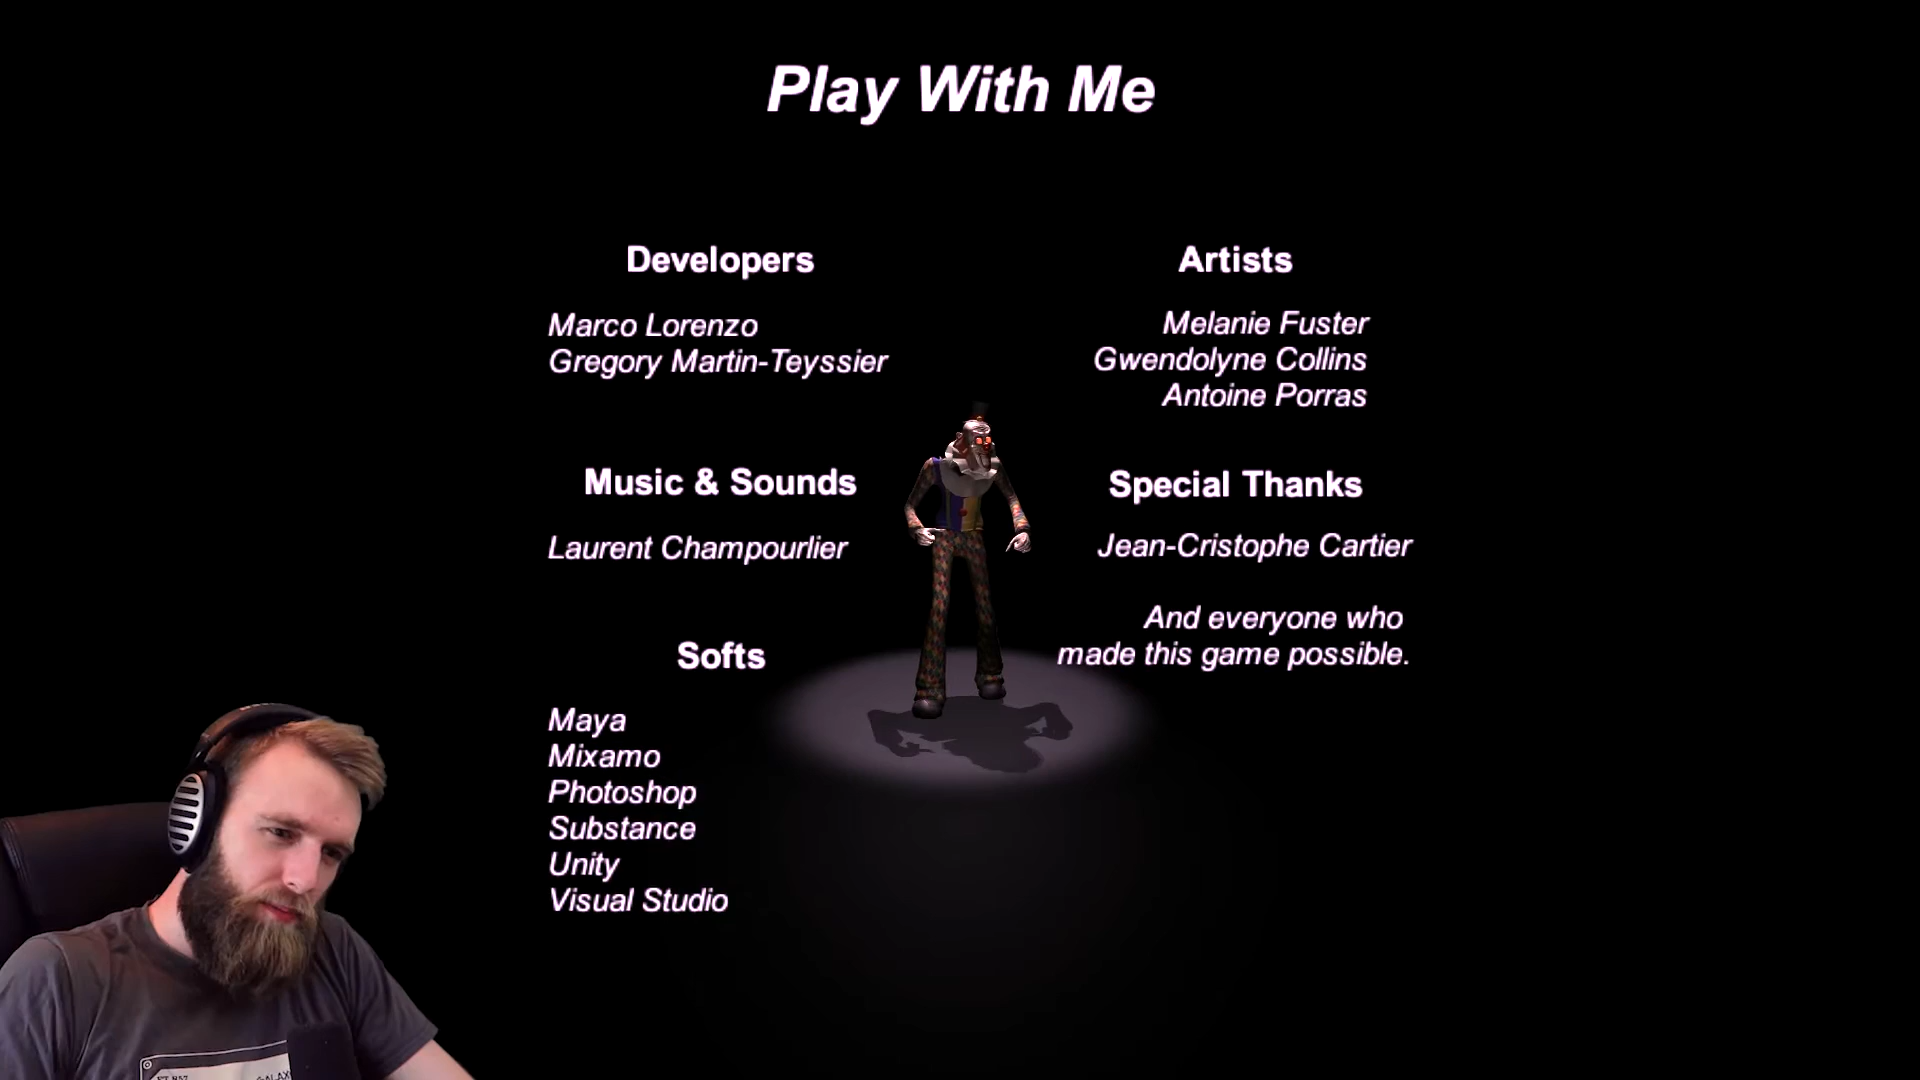 Play With Me
Developers
Marco Lorenzo
Gregory Martin-Teyssier
Artists
Melanie Fuster
Gwendolyne Collins
Antoine Porras
Music & Sounds
Laurent Champourlier
Special Thanks
Jean-Cristophe Cartier
And everyone who
made this game possible.
Softs
Maya
Mixamo
Photoshop
Substance
Unity
Visual Studio